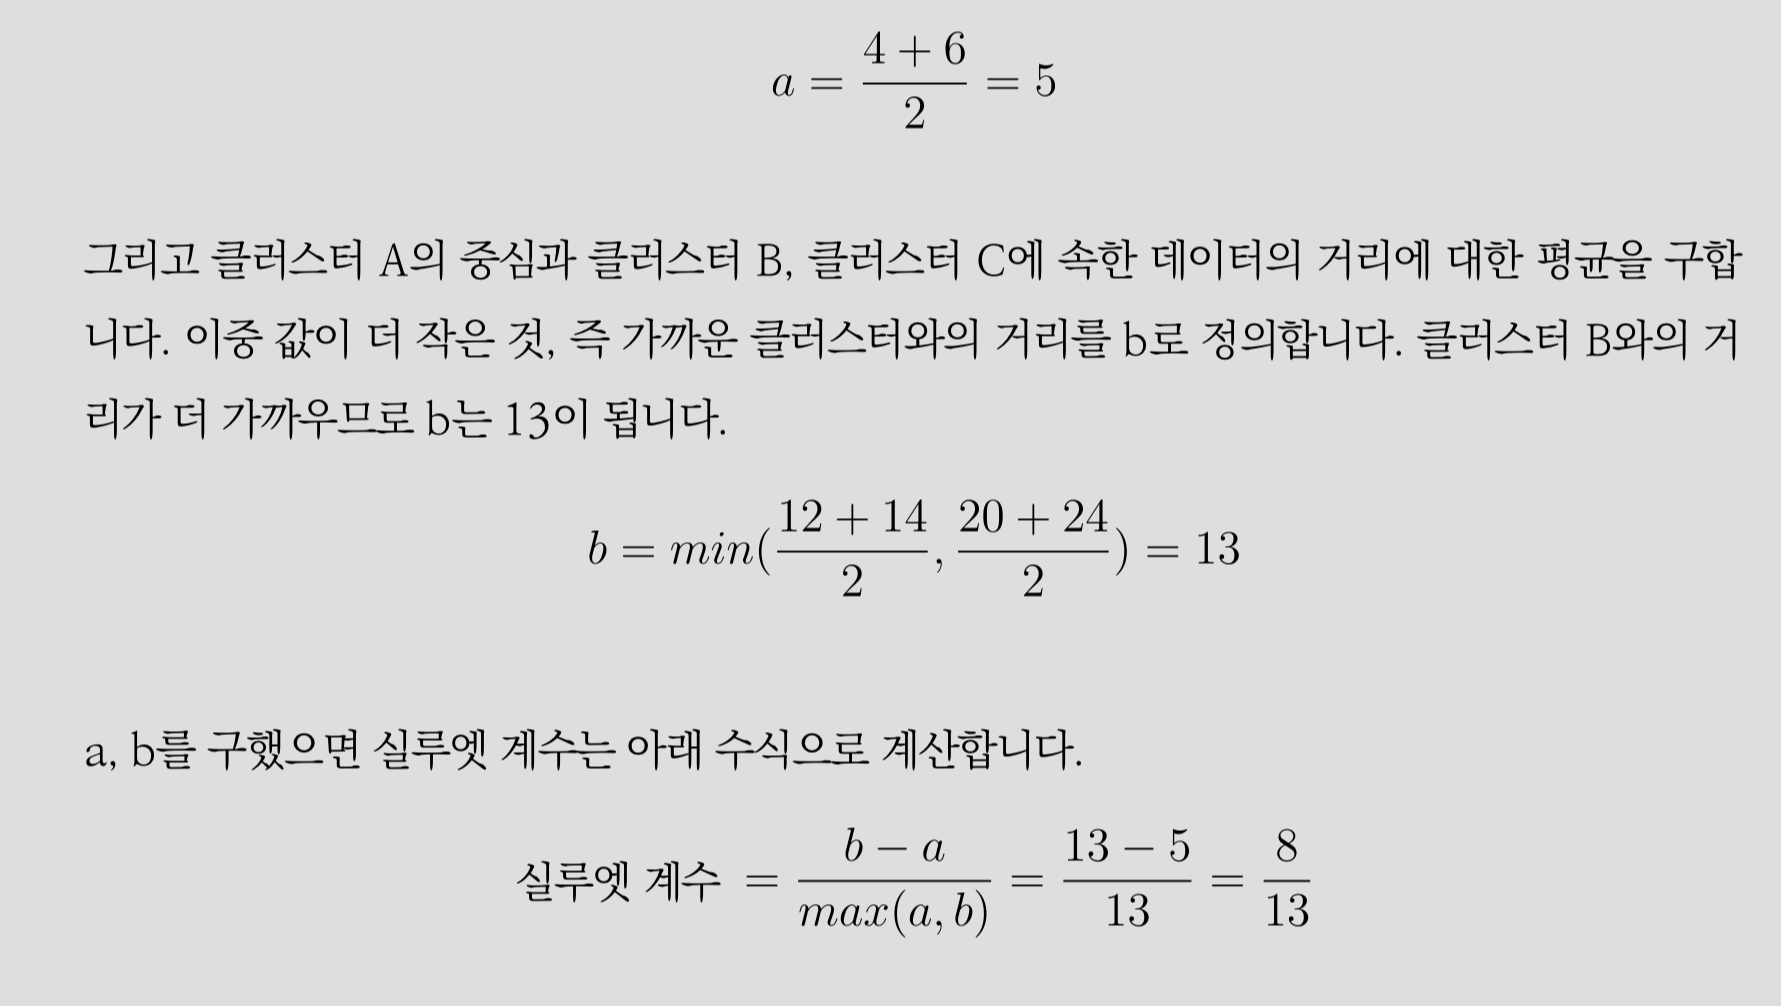 a = \frac{4 + 6}{2} = 5
그리고 클러스터 A의 중심과 클러스터 B, 클러스터 C에 속한 데이터의 거리에 대한 평균을 구합
니다. 이중 값이 더 작은 것, 즉 가까운 클러스터와의 거리를 b로 정의합니다. 클러스터 B와의 거
리가 더 가까우므로 b는 13이 됩니다.
b = min(\frac{12 + 14}{2}, \frac{20 + 24}{2}) = 13
a, b를 구했으면 실루엣 계수는 아래 수식으로 계산합니다.
실루엣 계수 = \frac{b - a}{max(a, b)} = \frac{13 - 5}{13} = \frac{8}{13}